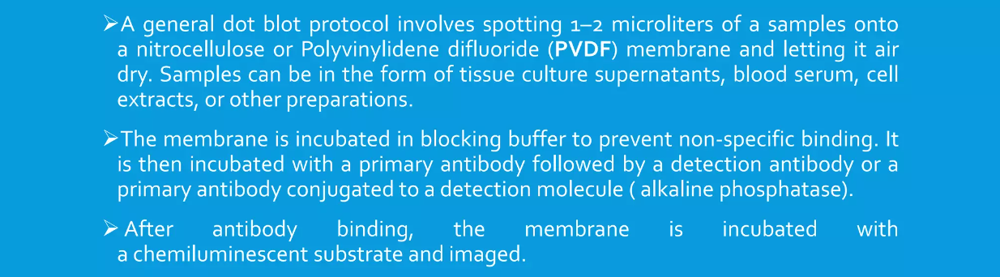 ➢A general dot blot protocol involves spotting 1–2 microliters of a samples onto
a nitrocellulose or Polyvinylidene difluoride (PVDF) membrane and letting it air
dry. Samples can be in the form of tissue culture supernatants, blood serum, cell
extracts, or other preparations.
➢The membrane is incubated in blocking buffer to prevent non-specific binding. It
is then incubated with a primary antibody followed by a detection antibody or a
primary antibody conjugated to a detection molecule ( alkaline phosphatase).
➢ After antibody binding, the membrane is incubated with
a chemiluminescent substrate and imaged.